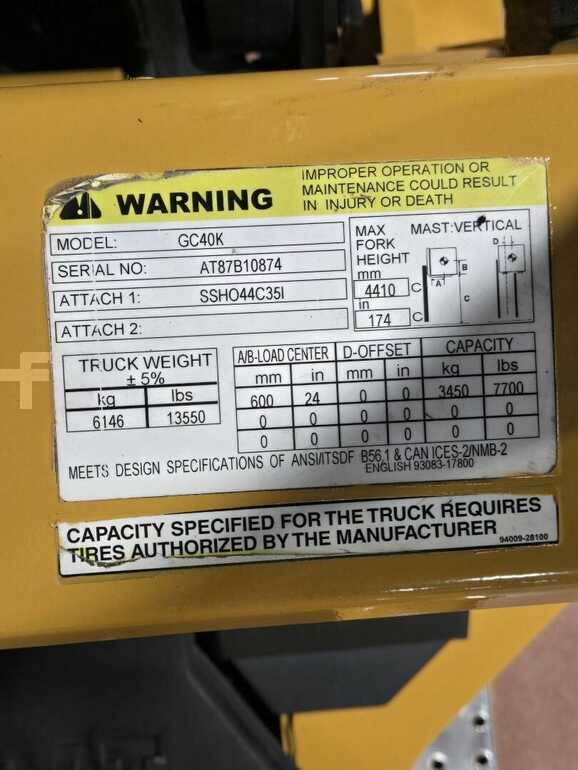 WARNING
IMPROPER OPERATION OR
MAINTENANCE COULD RESULT
IN INJURY OR DEATH
MODEL: GC40K
SERIAL NO: AT87B10874
ATTACH 1: SSHO44C35I
ATTACH 2:
MAX
FORK
HEIGHT
mm
4410 C
in
174 C
MAST: VERTICAL
D
B
A
C
TRUCK WEIGHT
± 5%
kg lbs
6146 13550
A/B-LOAD CENTER D-OFFSET CAPACITY
mm in mm in kg lbs
600 24 0 0 3450 7700
0 0 0 0 0 0
0 0 0 0 0 0
MEETS DESIGN SPECIFICATIONS OF ANSI/ITSDF B56.1 & CAN ICES-2/NMB-2
ENGLISH 93083-17800
CAPACITY SPECIFIED FOR THE TRUCK REQUIRES
TIRES AUTHORIZED BY THE MANUFACTURER
94009-28100